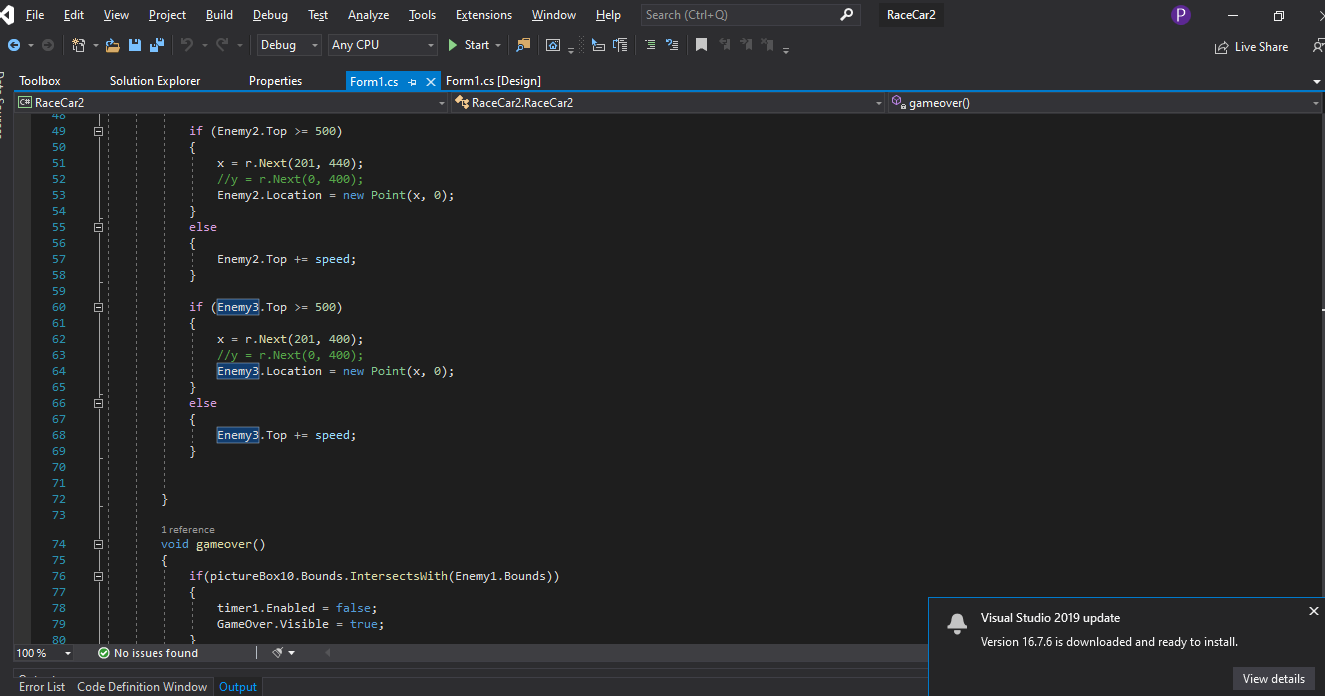 File Edit View Project Build Debug Test Analyze Tools Extensions Window Help Search (Ctrl+Q) RaceCar2 P
Debug Any CPU Start Live Share
Toolbox Solution Explorer Properties Form1.cs Form1.cs [Design]
C# RaceCar2 RaceCar2.RaceCar2 gameover()
48
49 if (Enemy2.Top >= 500)
50 {
51 x = r.Next(201, 440);
52 //y = r.Next(0, 400);
53 Enemy2.Location = new Point(x, 0);
54 }
55 else
56 {
57 Enemy2.Top += speed;
58 }
59
60 if (Enemy3.Top >= 500)
61 {
62 x = r.Next(201, 400);
63 //y = r.Next(0, 400);
64 Enemy3.Location = new Point(x, 0);
65 }
66 else
67 {
68 Enemy3.Top += speed;
69 }
70
71
72 }
73
1 reference
74 void gameover()
75 {
76 if(pictureBox10.Bounds.IntersectsWith(Enemy1.Bounds))
77 {
78 timer1.Enabled = false;
79 GameOver.Visible = true;
80 }
100 % No issues found
Visual Studio 2019 update
Version 16.7.6 is downloaded and ready to install.
View details
Error List Code Definition Window Output